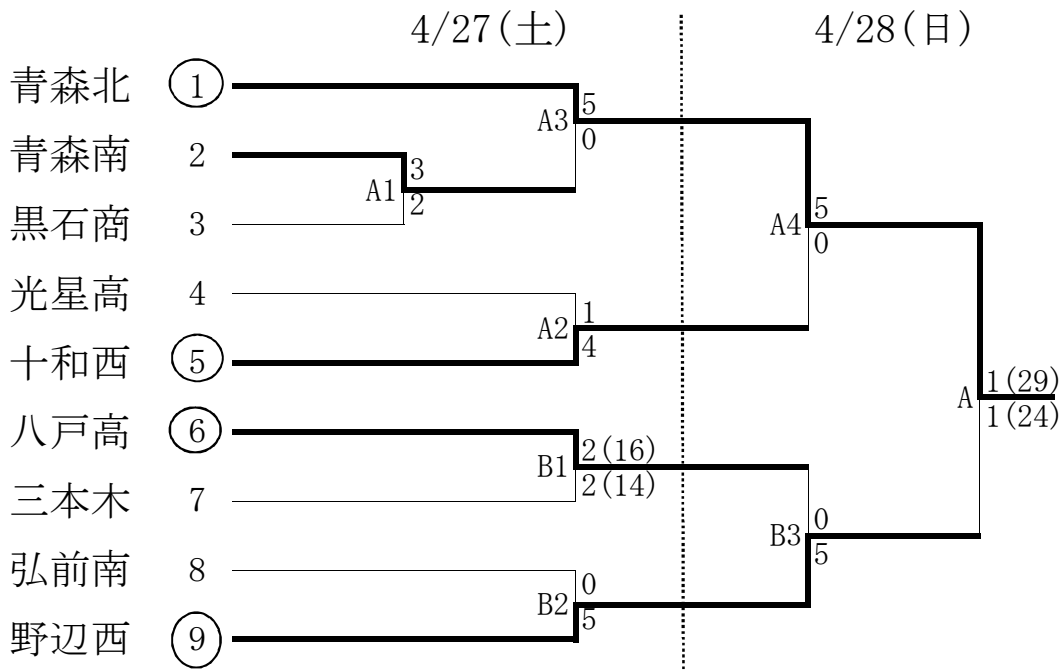 4/27(土) 4/28(日)
青森北 ①
5
A3
0
青森南 2
3
A1
2
黒石商 3
5
A4
0
光星高 4
1
A2
4
十和西 ⑤
1(29)
A
1(24)
八戸高 ⑥
2(16)
B1
2(14)
三本木 7
0
B3
5
弘前南 8
0
B2
5
野辺西 ⑨